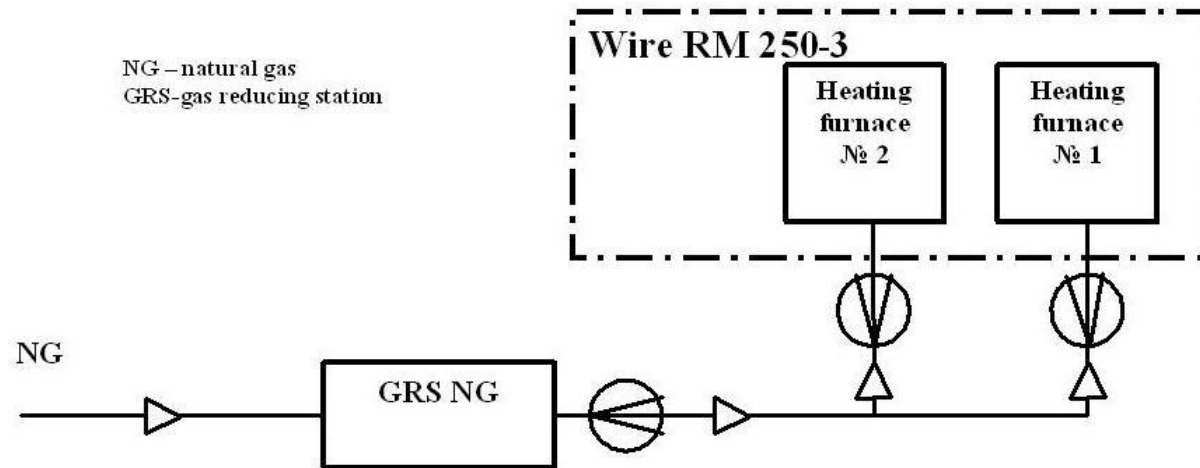 Wire RM 250-3
NG – natural gas
GRS-gas reducing station
Heating
furnace
№ 2
Heating
furnace
№ 1
NG
GRS NG